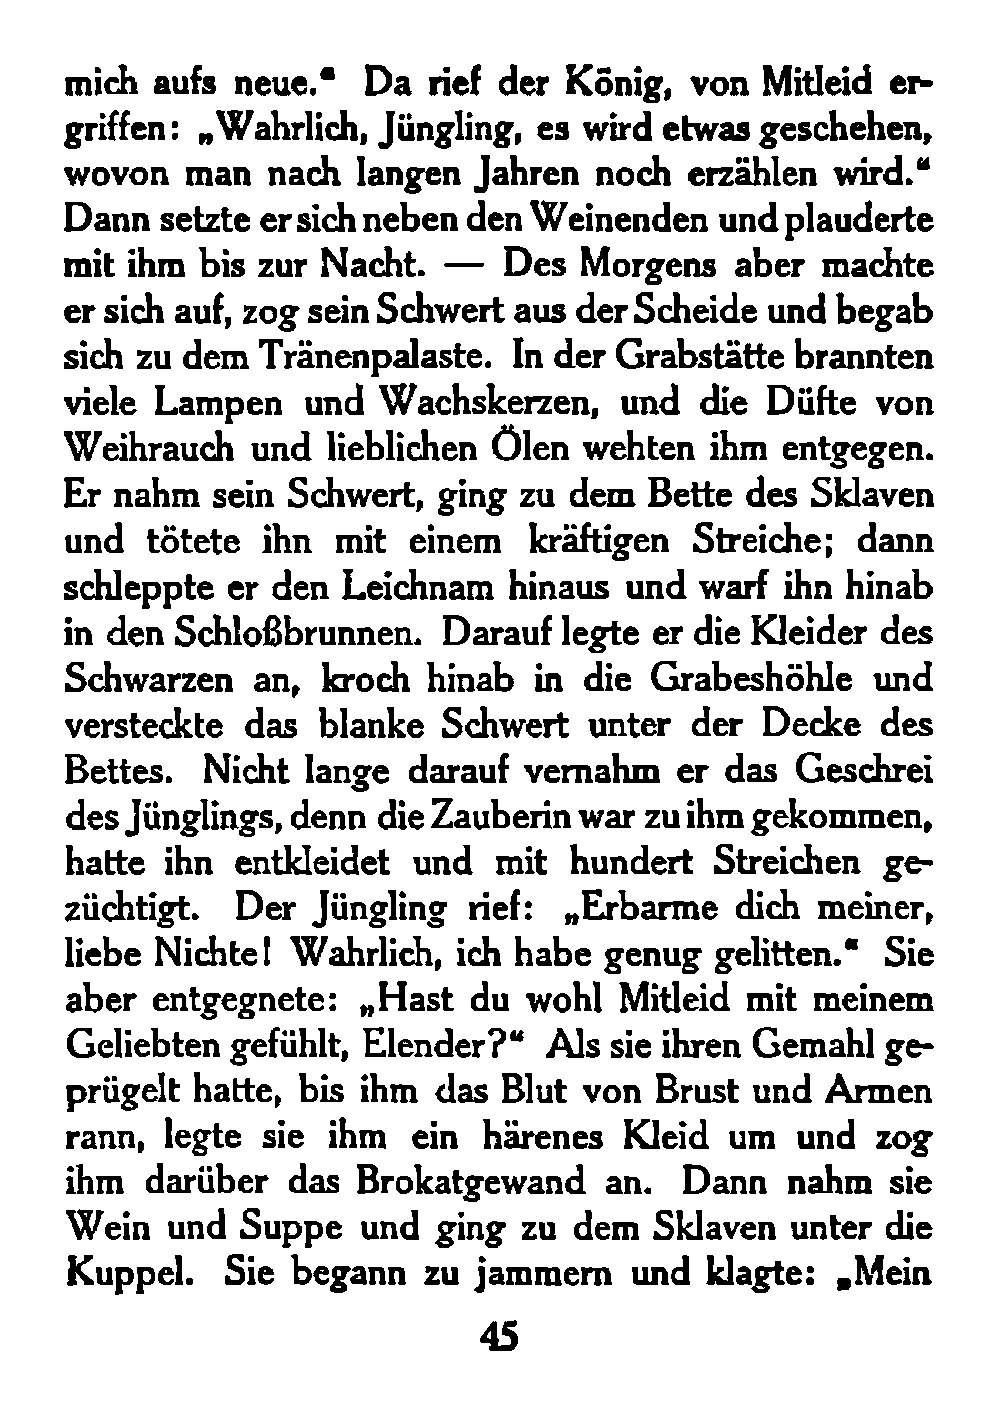 mich aufs neue.“ Da rief der König, von Mitleid er-
griffen: „Wahrlich, Jüngling, es wird etwas geschehen,
wovon man nach langen Jahren noch erzählen wird.“
Dann setzte er sich neben den Weinenden und plauderte
mit ihm bis zur Nacht. — Des Morgens aber machte
er sich auf, zog sein Schwert aus der Scheide und begab
sich zu dem Tränenpalaste. In der Grabstätte brannten
viele Lampen und Wachskerzen, und die Düfte von
Weihrauch und lieblichen Ölen wehten ihm entgegen.
Er nahm sein Schwert, ging zu dem Bette des Sklaven
und tötete ihn mit einem kräftigen Streiche; dann
schleppte er den Leichnam hinaus und warf ihn hinab
in den Schloßbrunnen. Darauf legte er die Kleider des
Schwarzen an, kroch hinab in die Grabeshöhle und
versteckte das blanke Schwert unter der Decke des
Bettes. Nicht lange darauf vernahm er das Geschrei
des Jünglings, denn die Zauberin war zu ihm gekommen,
hatte ihn entkleidet und mit hundert Streichen ge-
züchtigt. Der Jüngling rief: „Erbarme dich meiner,
liebe Nichte! Wahrlich, ich habe genug gelitten.“ Sie
aber entgegnete: „Hast du wohl Mitleid mit meinem
Geliebten gefühlt, Elender?“ Als sie ihren Gemahl ge-
prügelt hatte, bis ihm das Blut von Brust und Armen
rann, legte sie ihm ein härenes Kleid um und zog
ihm darüber das Brokatgewand an. Dann nahm sie
Wein und Suppe und ging zu dem Sklaven unter die
Kuppel. Sie begann zu jammern und klagte: „Mein
45